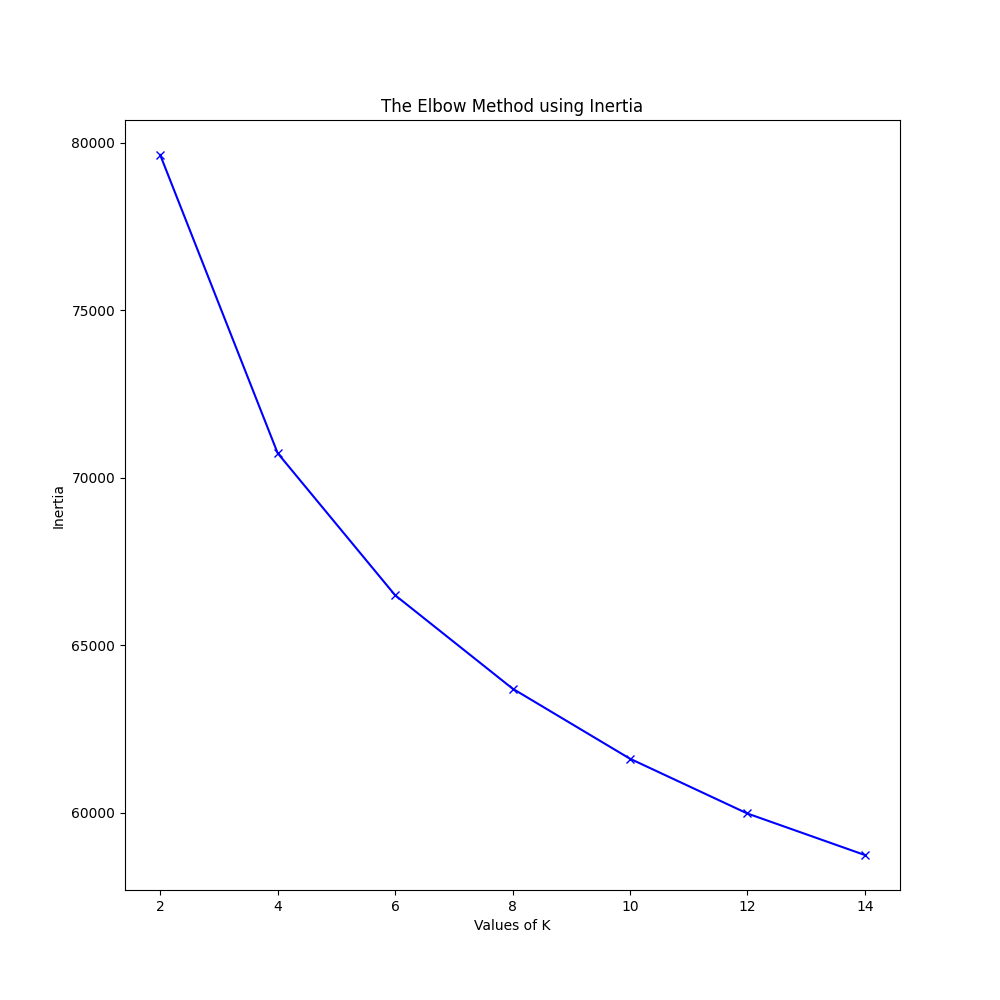 The Elbow Method using Inertia
80000
75000
70000
65000
60000
Inertia
2 4 6 8 10 12 14
Values of K